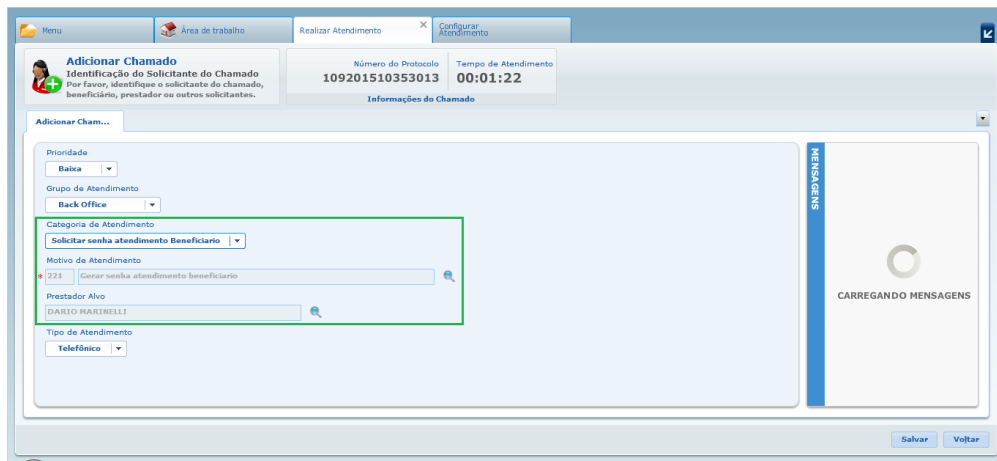 Menu
Área de trabalho
Realizar Atendimento
Configurar
Atendimento
Adicionar Chamado
Identificação do Solicitante do Chamado
Por favor, identifique o solicitante do chamado,
beneficiário, prestador ou outros solicitantes.
Número do Protocolo
109201510353013
Tempo de Atendimento
00:01:22
Informações do Chamado
Adicionar Cham...
Prioridade
Baixa
Grupo de Atendimento
Back Office
Categoria de Atendimento
Solicitar senha atendimento Beneficiario
Motivo de Atendimento
* 221 Gerar senha atendimento beneficiario
Prestador Alvo
DARIO MARINELLI
Tipo de Atendimento
Telefônico
MENSAGENS
CARREGANDO MENSAGENS
Salvar
Voltar